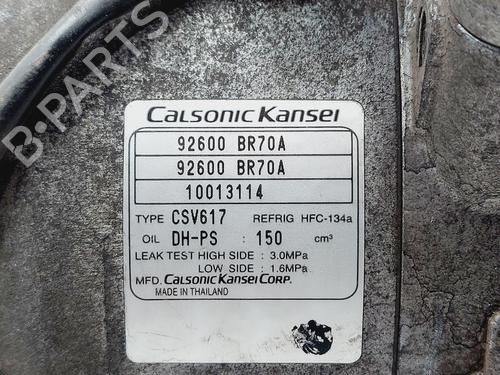 B-PARTS
Calsonic Kansei
92600 BR70A
92600 BR70A
10013114
TYPE CSV617 REFRIG HFC-134a
OIL DH-PS : 150 cm³
LEAK TEST HIGH SIDE : 3.0MPa
LOW SIDE : 1.6MPa
MFD. CALSONIC KANSEI CORP.
MADE IN THAILAND